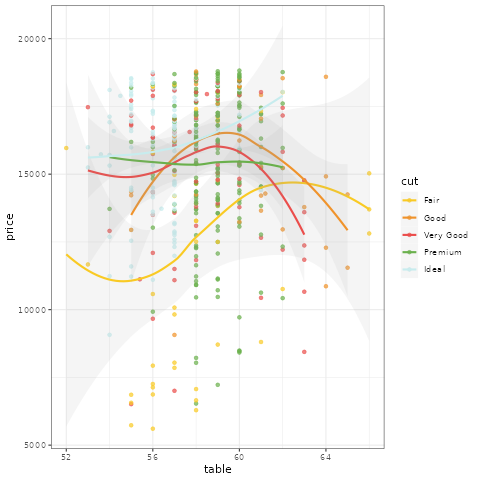 20000
15000
10000
5000
price
52
56
60
64
table
cut
Fair
Good
Very Good
Premium
Ideal